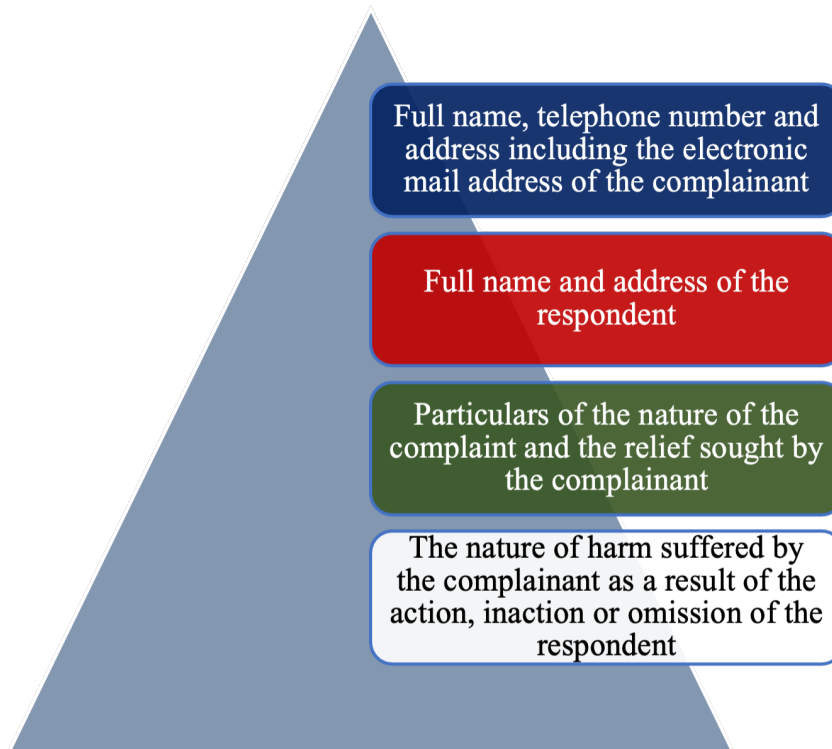 Full name, telephone number and
address including the electronic
mail address of the complainant
Full name and address of the
respondent
Particulars of the nature of the
complaint and the relief sought by
the complainant
The nature of harm suffered by
the complainant as a result of the
action, inaction or omission of the
respondent